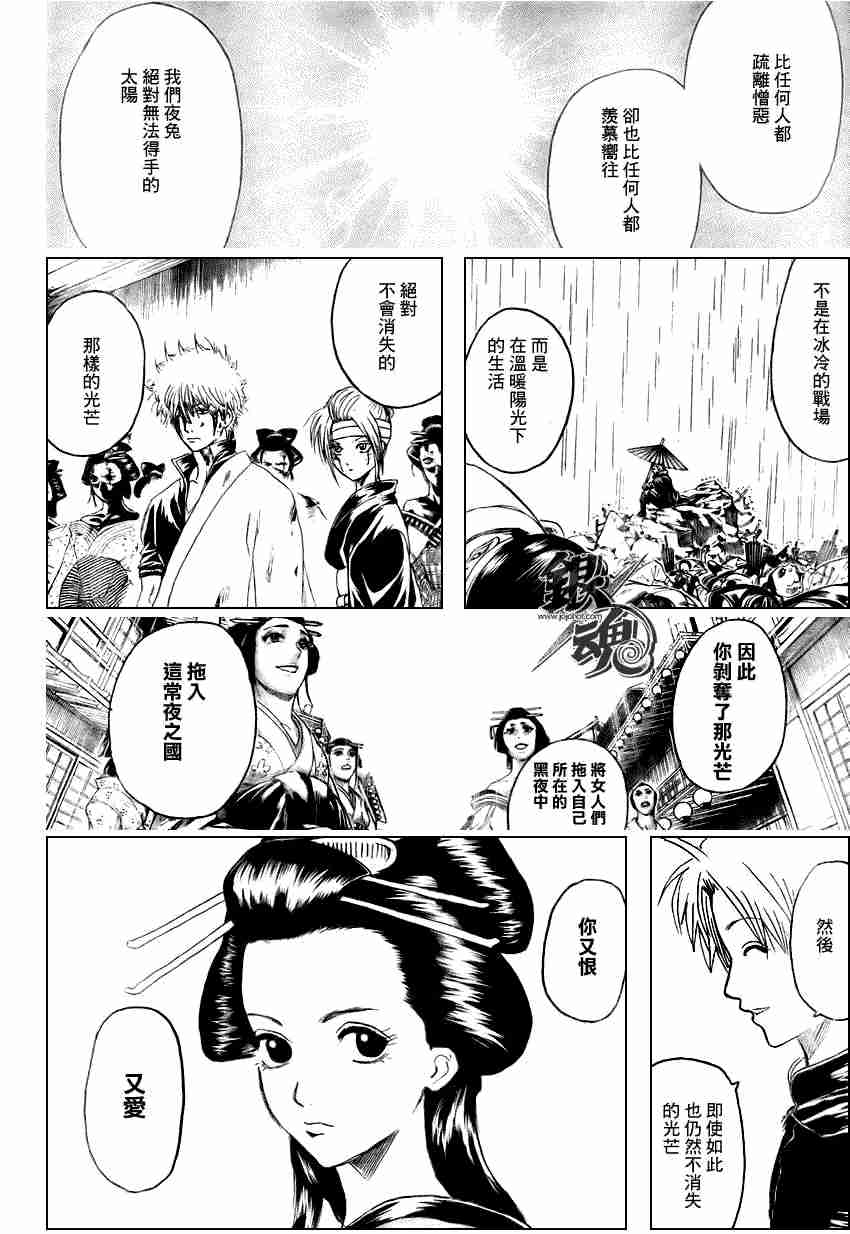 比任何人都
疏離憎惡
卻也比任何人都
羨慕嚮往
我們夜兔
絕對無法得手的
太陽
不是在冰冷的戰場
而是
在溫暖陽光下
的生活
絕對
不會消失的
那樣的光芒
銀魂
www.jojohot.com
因此
你剝奪了那光芒
將女人們
拖入自己
所在的
黑夜中
拖入
這常夜之國
然後
即使如此
也仍然不消失
的光芒
你又恨
又愛